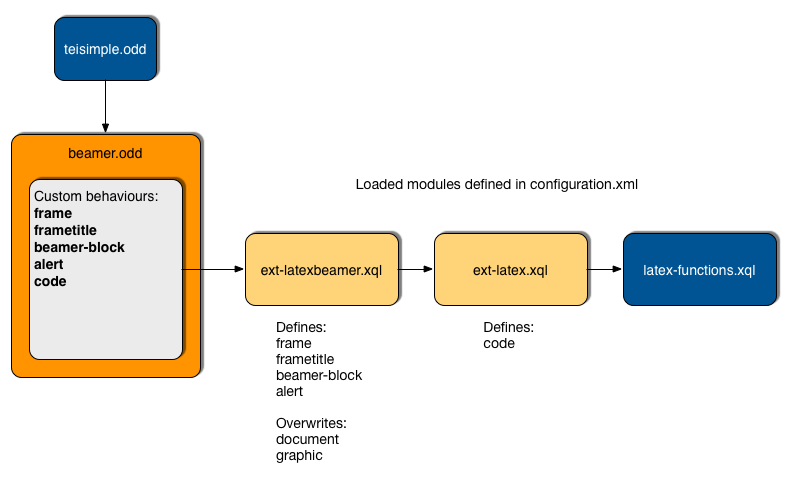 teisimple.odd
beamer.odd
Custom behaviours:
frame
frametitle
beamer-block
alert
code
Loaded modules defined in configuration.xml
ext-latexbeamer.xql
ext-latex.xql
latex-functions.xql
Defines:
frame
frametitle
beamer-block
alert
Overwrites:
document
graphic
Defines:
code